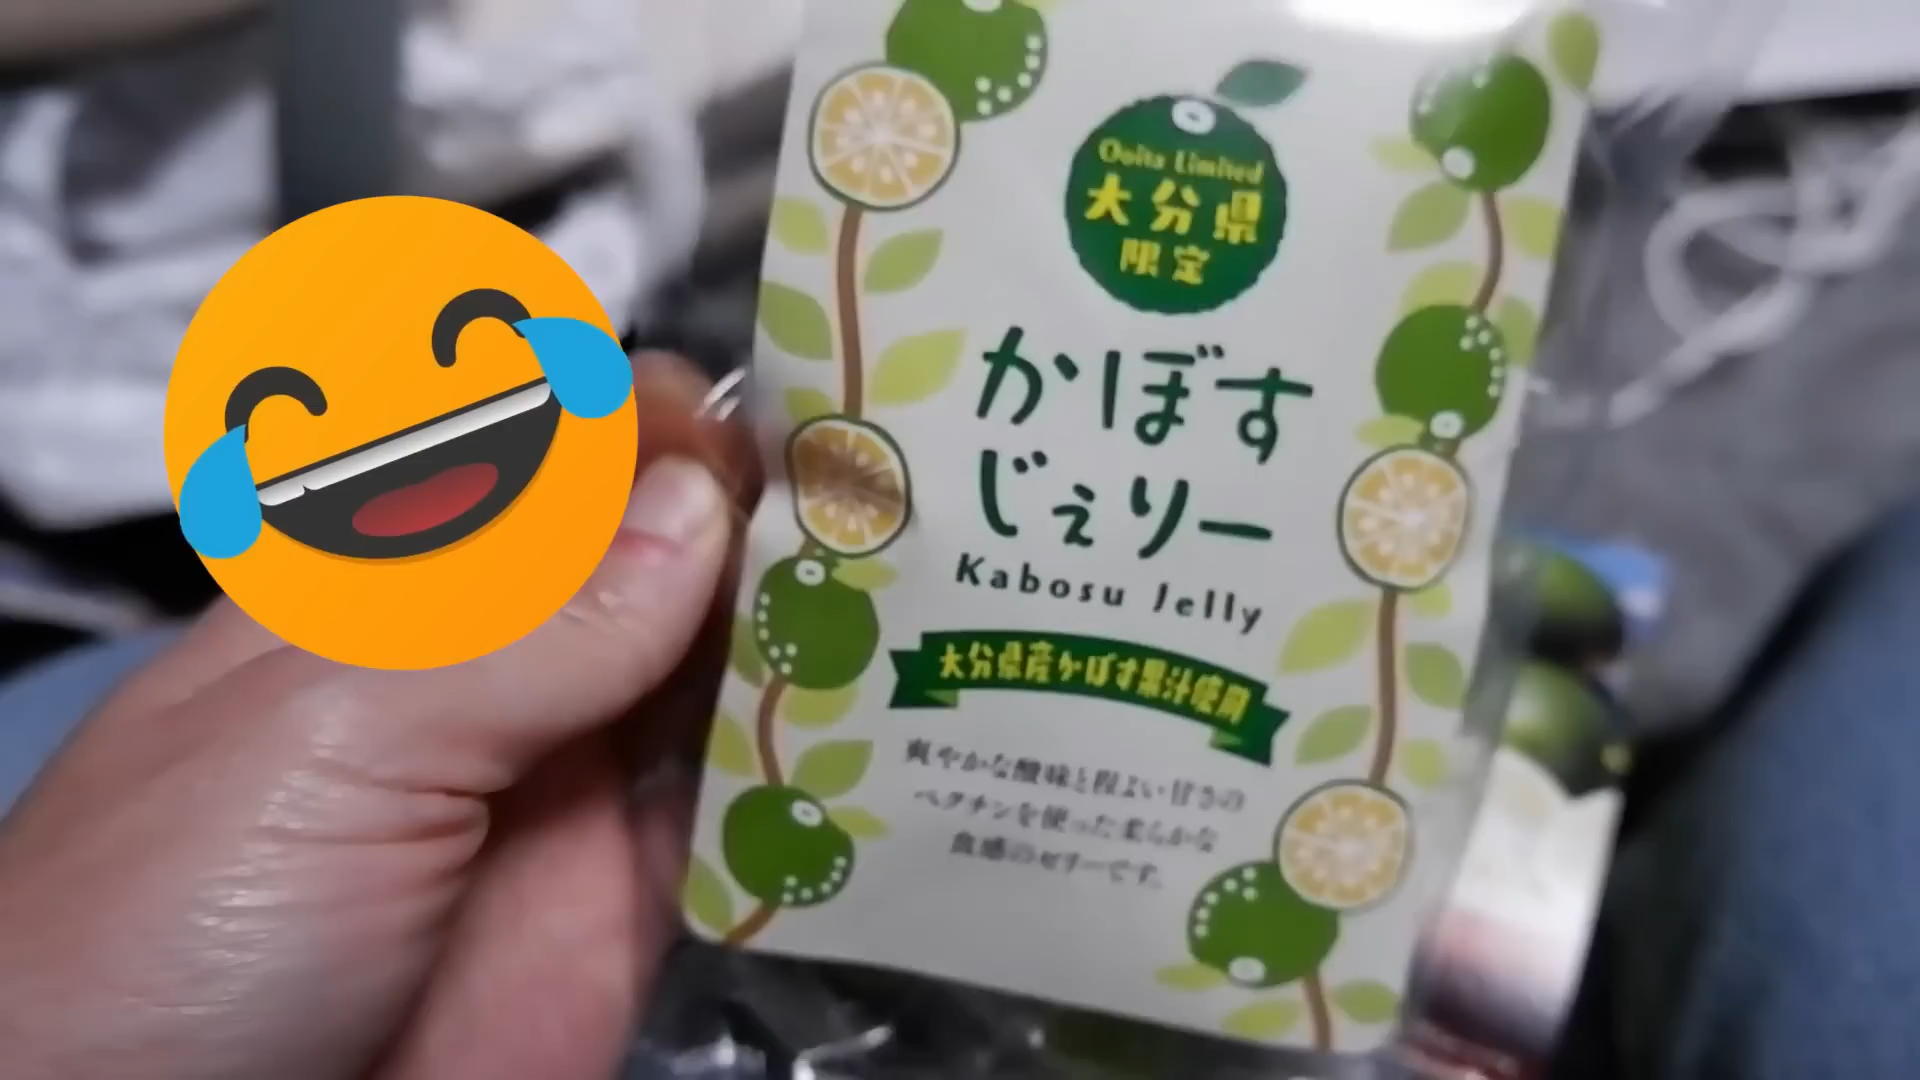 Ooita Limited
大分県
限定
かぼす
じぇりー
Kabosu Jelly
大分県産かぼす果汁使用
爽やかな酸味と程よい甘さの
ペクチンを使った柔らかな
食感のゼリーです。